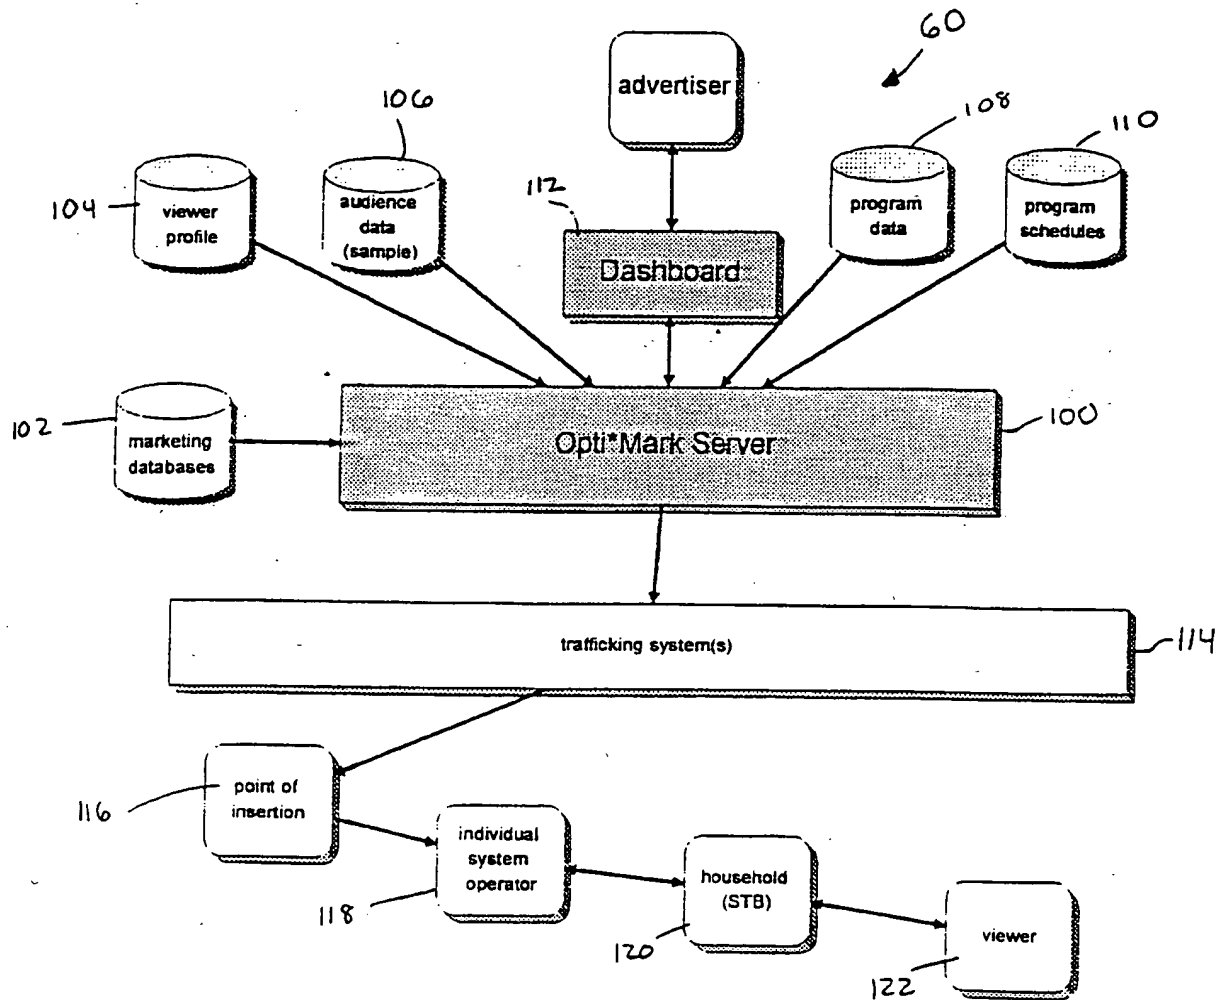 60
advertiser
106
108
110
104
viewer
profile
audience
data
(sample)
112
program
data
program
schedules
Dashboard
102
marketing
databases
Opti*Mark Server
100
trafficking system(s)
114
116
point of
insertion
individual
system
operator
118
household
(STB)
120
viewer
122